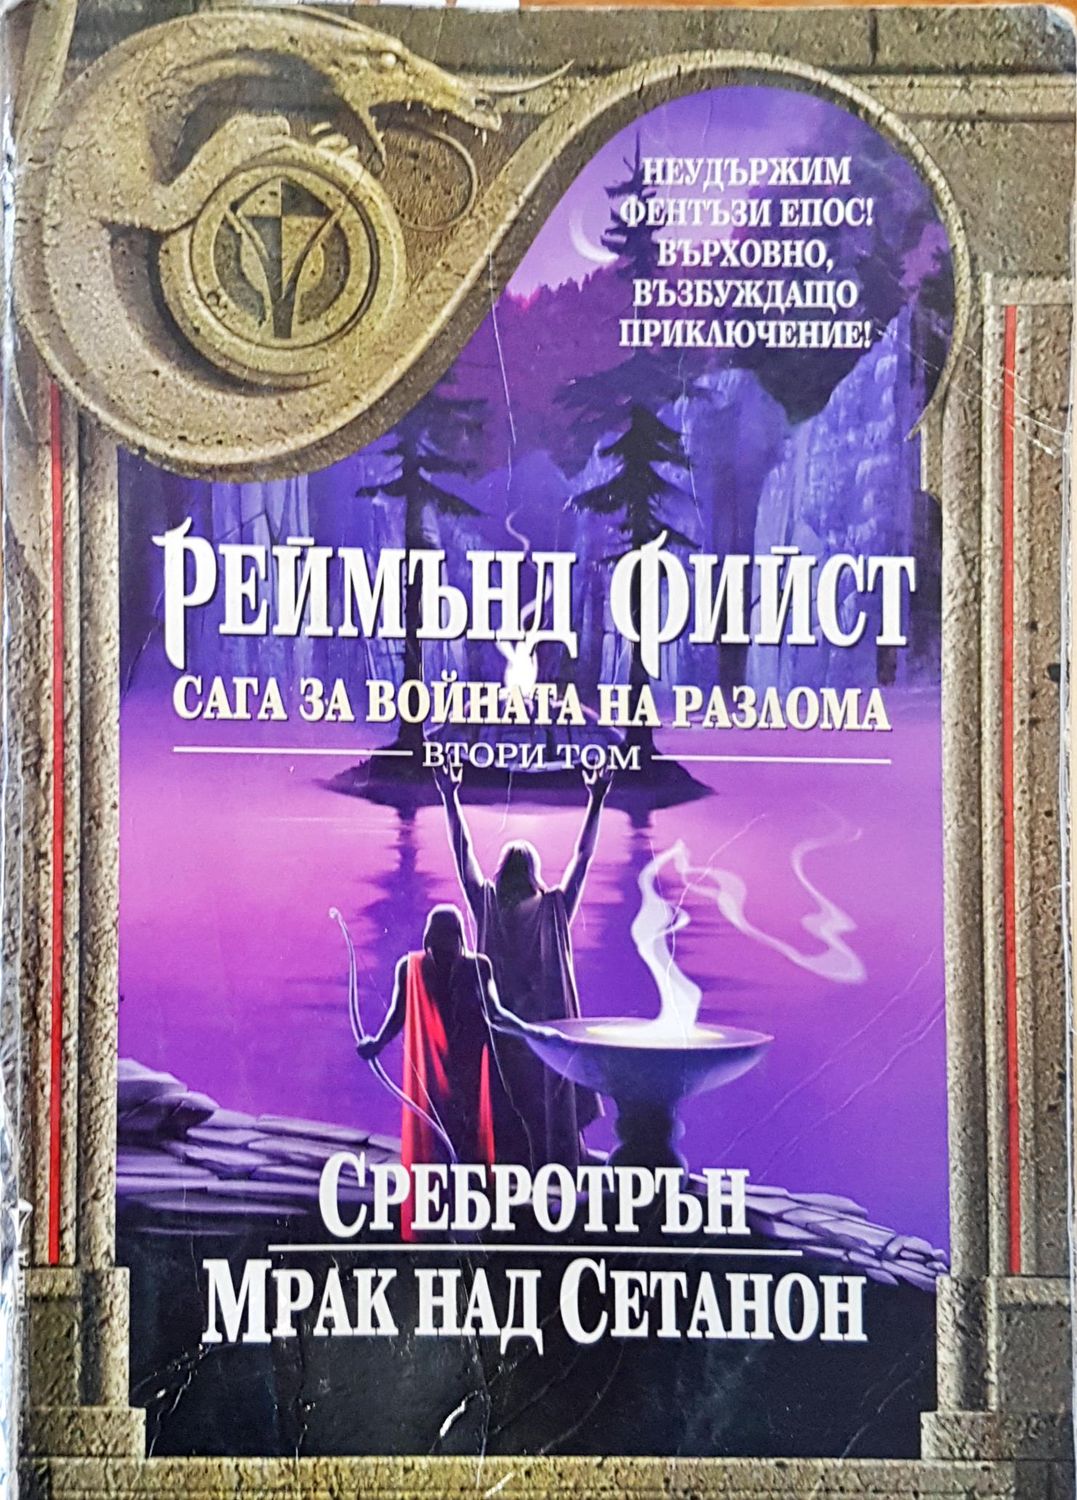 НЕУДЪРЖИМ
ФЕНТЪЗИ ЕПОС!
ВЪРХОВНО,
ВЪЗБУЖДАЩО
ПРИКЛЮЧЕНИЕ!
РЕЙМЪНД ФИЙСТ
САГА ЗА ВОЙНАТА НА РАЗЛОМА
ВТОРИ ТОМ
СРЕБРОТРЪН
МРАК НАД СЕТАНОН